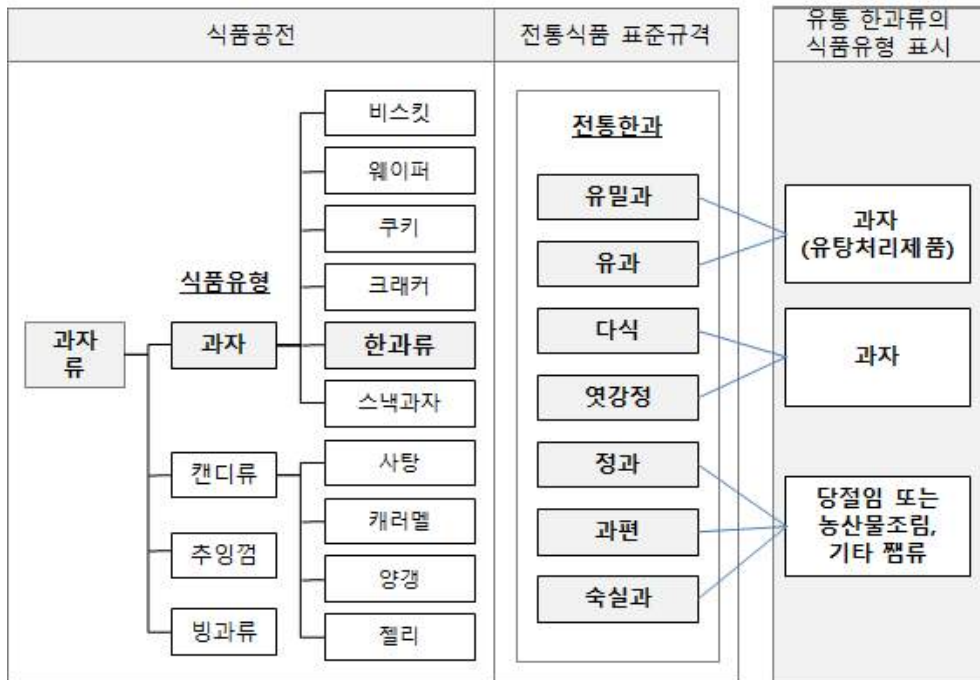 식품공전
전통식품 표준규격
유통 한과류의
식품유형 표시
과자
류
식품유형
과자
캔디류
추잉껌
빙과류
비스킷
웨이퍼
쿠키
크래커
한과류
스낵과자
사탕
캐러멜
양갱
젤리
전통한과
유밀과
유과
다식
엿강정
정과
과편
숙실과
과자
(유탕처리제품)
과자
당절임 또는
농산물조림,
기타 쨈류